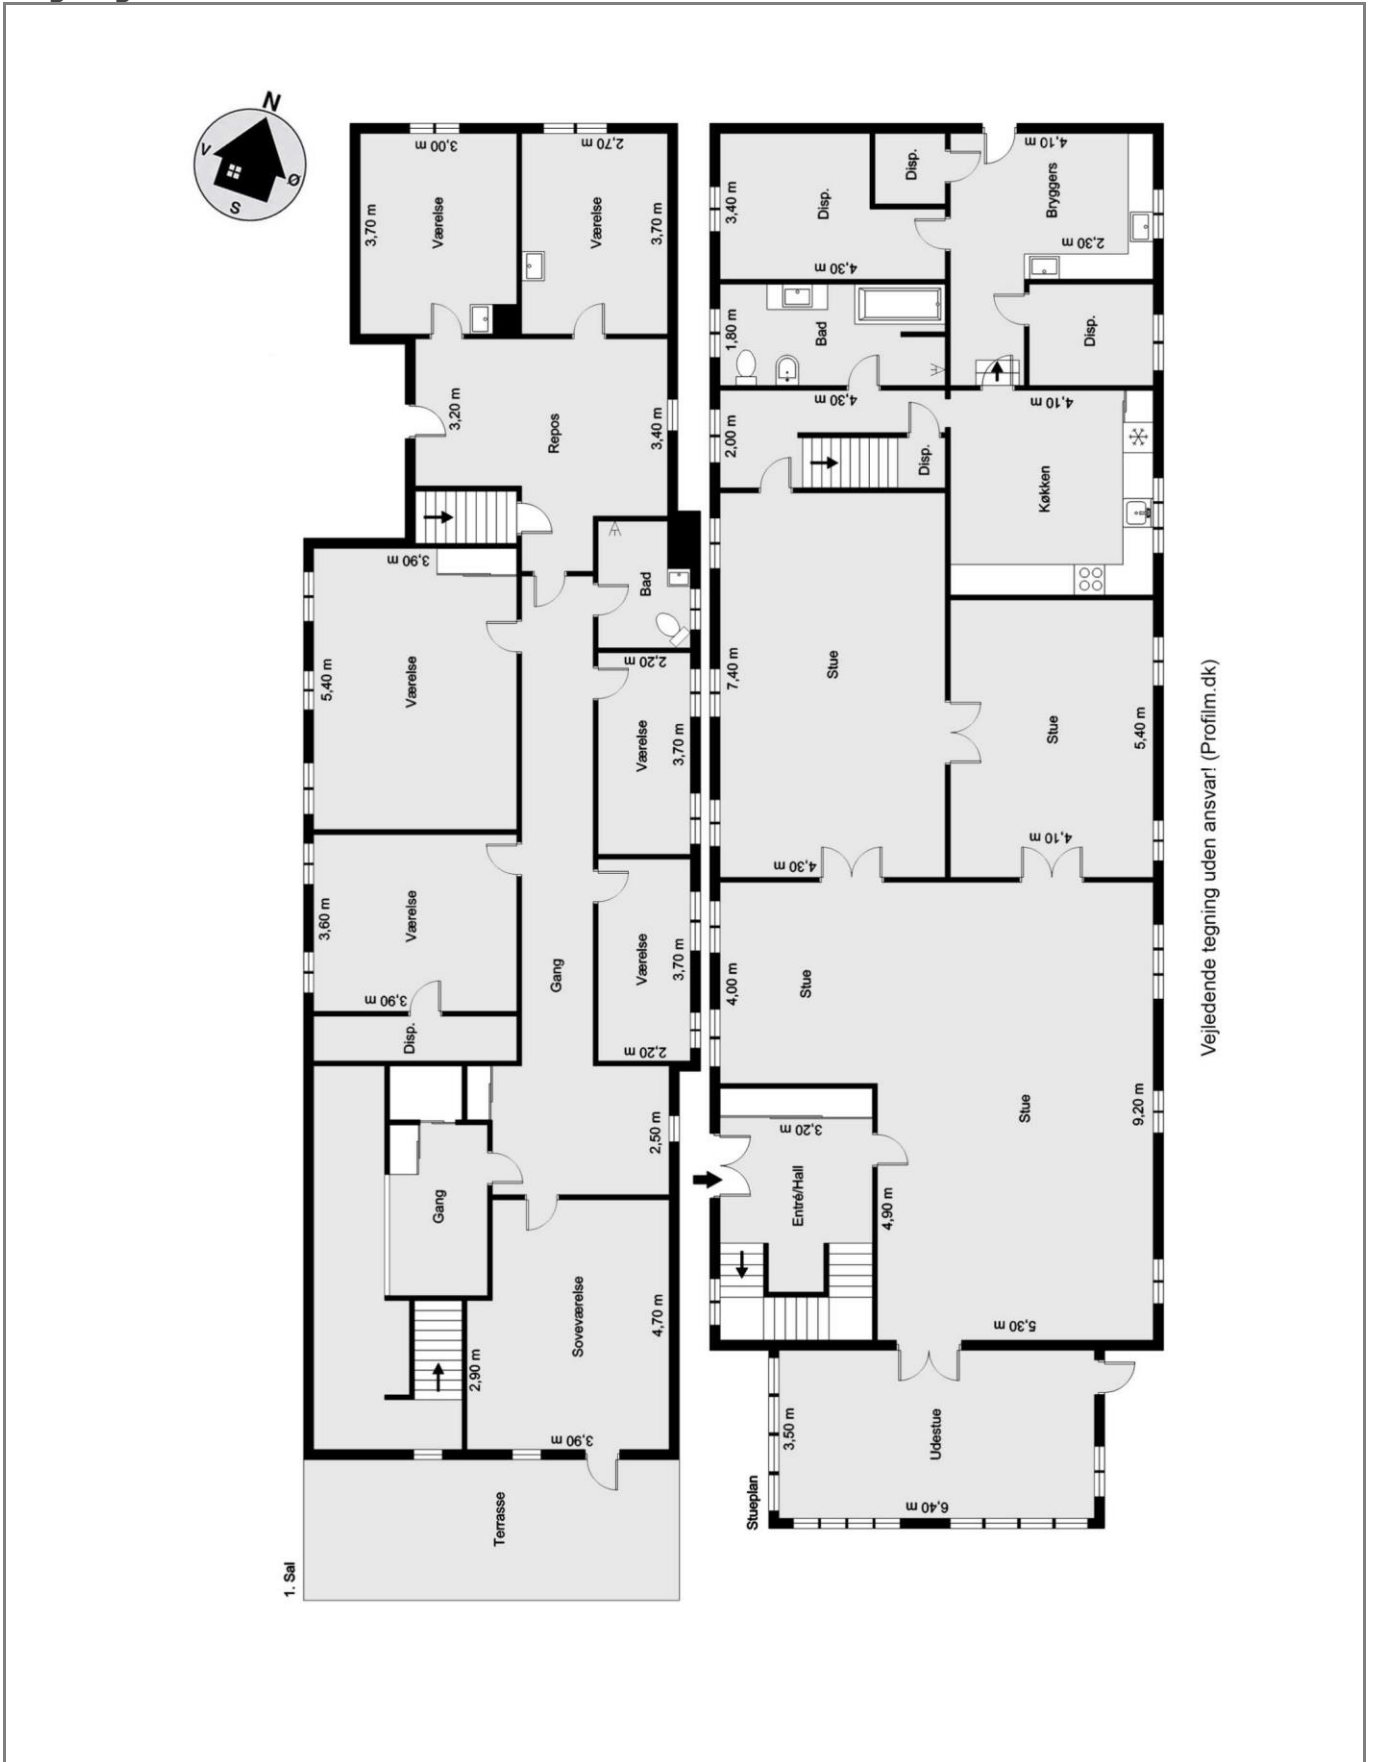 N
V
Ø
S
3,00 m
2,70 m
3,70 m
Værelse
Værelse
3,70 m
3,20 m
Repos
3,40 m
3,90 m
Bad
5,40 m
Værelse
2,20 m
Værelse
3,70 m
3,60 m
Værelse
Gang
Værelse
3,70 m
3,90 m
Disp.
2,20 m
2,50 m
Gang
Soveværelse
4,70 m
2,90 m
3,90 m
Terrasse
1. Sal
3,40 m
Disp.
Disp.
4,10 m
Bryggers
2,30 m
4,30 m
1,80 m
Bad
Disp.
4,30 m
4,10 m
2,00 m
Disp.
Køkken
7,40 m
Stue
Stue
5,40 m
4,30 m
4,10 m
4,00 m
Stue
Stue
9,20 m
3,20 m
Entré/Hall
4,90 m
5,30 m
3,50 m
Udestue
6,40 m
Stueplan
Vejledende tegning uden ansvar! (Profilm.dk)